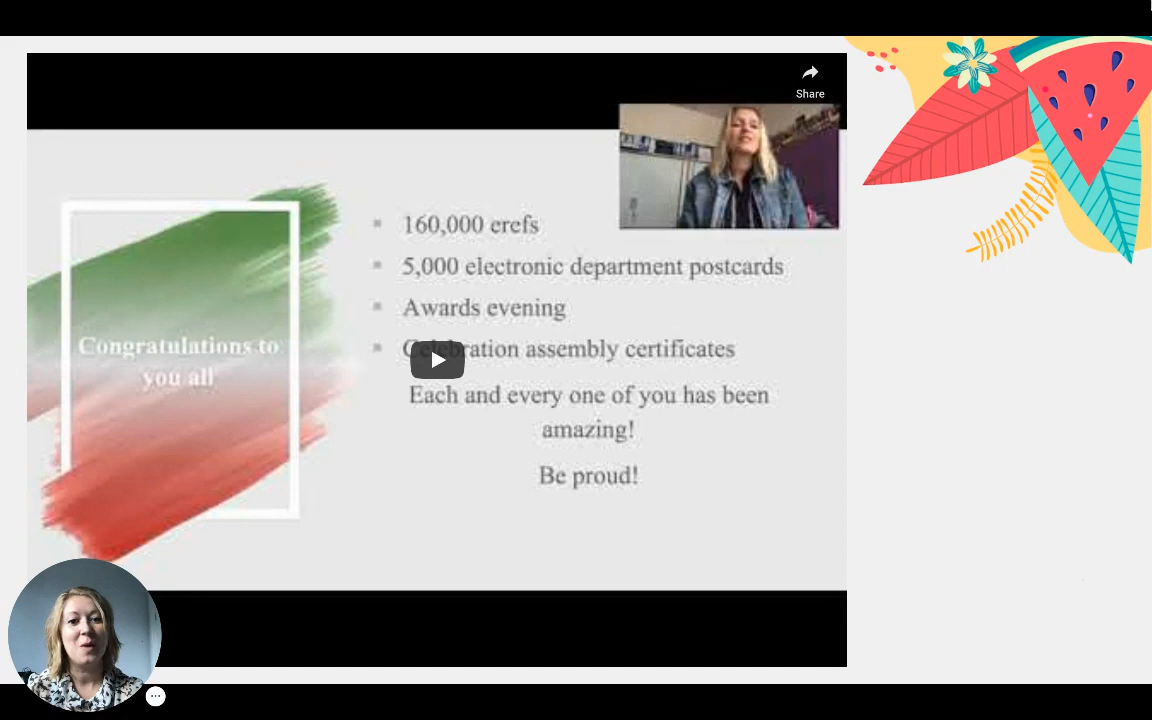 Share
160,000 erefs
5,000 electronic department postcards
Awards evening
Celebration assembly certificates
Each and every one of you has been
amazing!
Be proud!
Congratulations to
you all